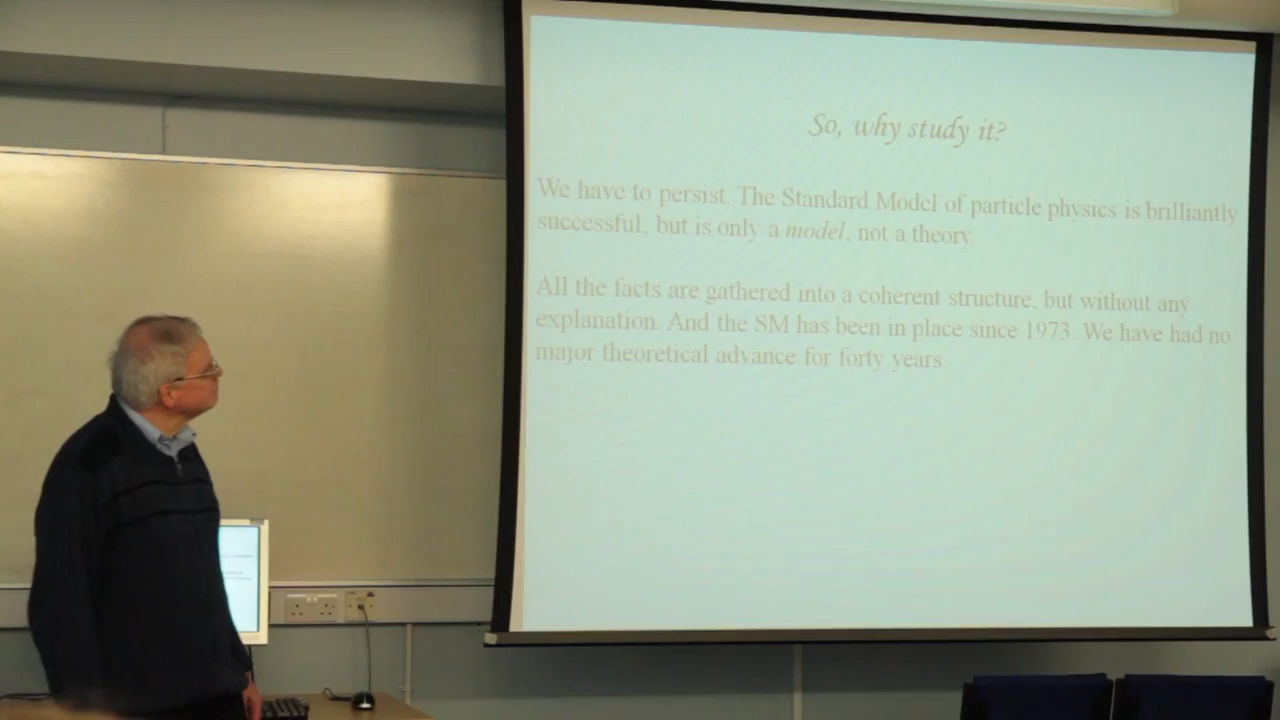 So, why study it?
We have to persist. The Standard Model of particle physics is brilliantly
successful, but is only a model, not a theory.
All the facts are gathered into a coherent structure, but without any
explanation. And the SM has been in place since 1973. We have had no
major theoretical advance for forty years.